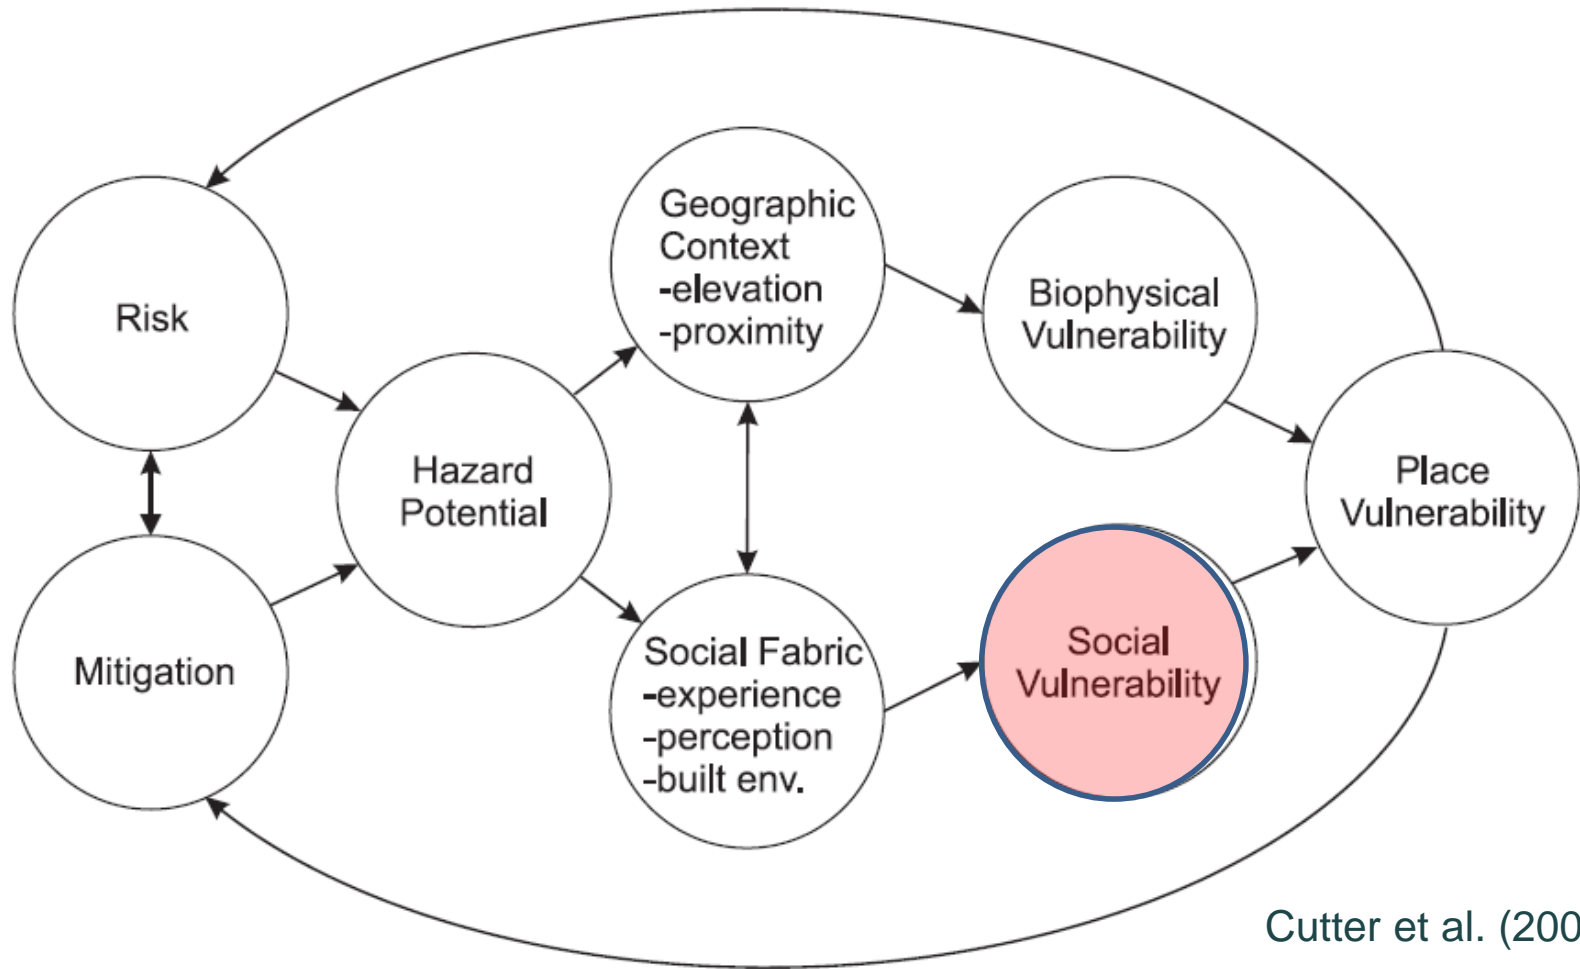 Risk
Mitigation
Hazard
Potential
Geographic
Context
-elevation
-proximity
Social Fabric
-experience
-perception
-built env.
Biophysical
Vulnerability
Social
Vulnerability
Place
Vulnerability
Cutter et al. (200